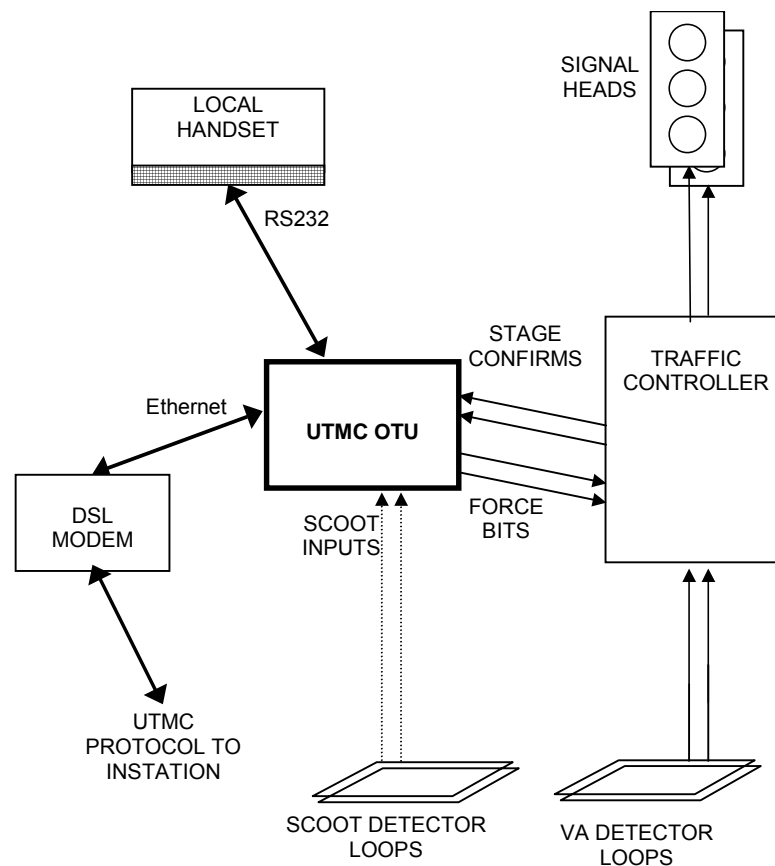 SIGNAL
HEADS
LOCAL
HANDSET
RS232
STAGE
CONFIRMS
TRAFFIC
CONTROLLER
Ethernet
UTMC OTU
DSL
MODEM
SCOOT
INPUTS
FORCE
BITS
UTMC
PROTOCOL TO
INSTATION
SCOOT DETECTOR
LOOPS
VA DETECTOR
LOOPS